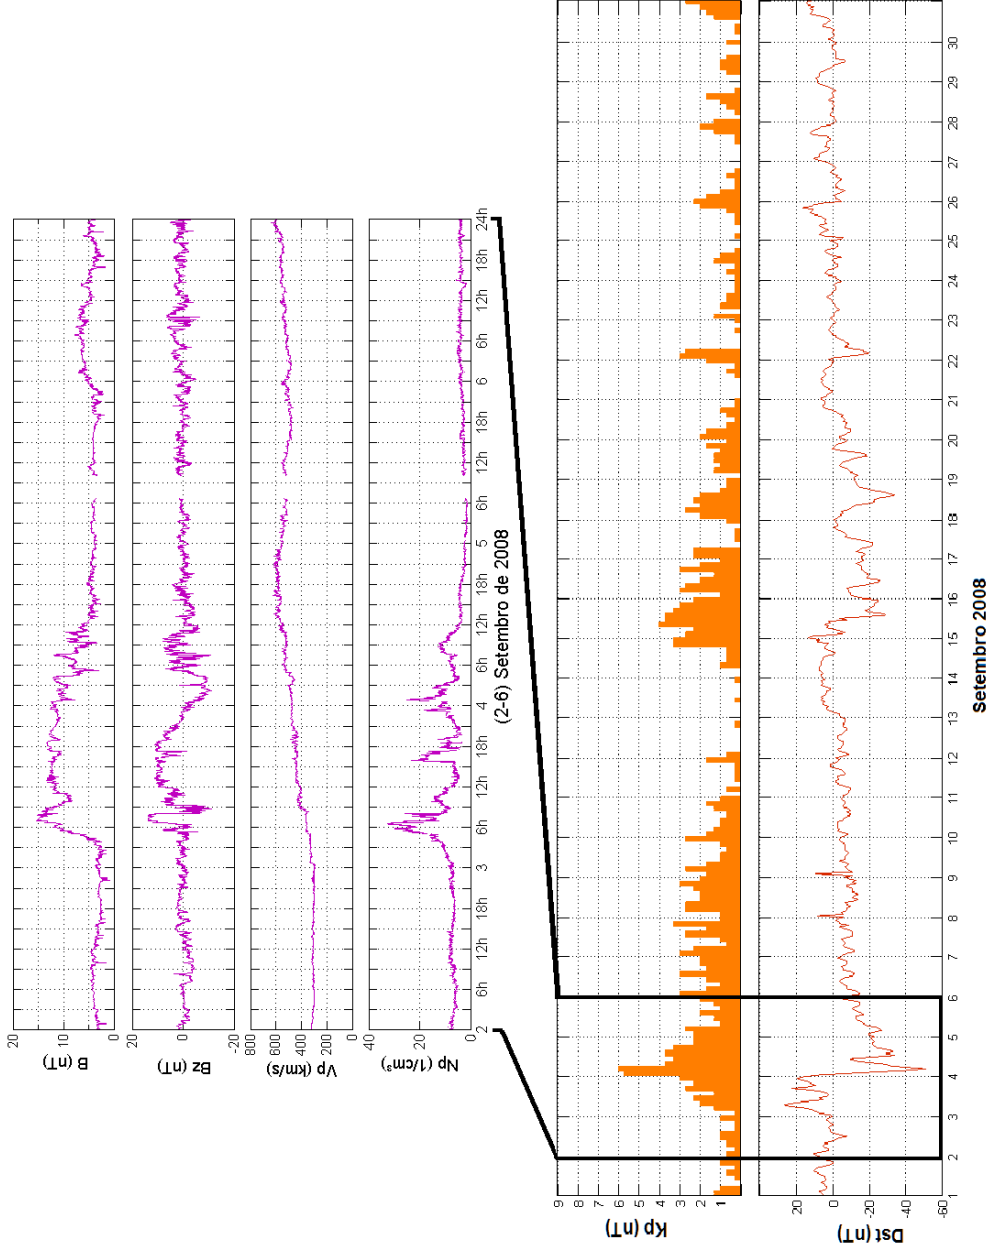 B (nT)
20
10
0
Bz (nT)
20
0
-20
Vp (km/s)
800
600
400
200
0
Np (1/cm³)
40
20
0
2 6h 12h 18h 3 6h 12h 18h 4 6h 12h 18h 5 6h 12h 18h 6 6h 12h 18h 24h
(2-6) Setembro de 2008
Kp (nT)
9
8
7
6
5
4
3
2
1
Dst (nT)
20
0
-20
-40
-60
1 2 3 4 5 6 7 8 9 10 11 12 13 14 15 16 17 18 19 20 21 22 23 24 25 26 27 28 29 30
Setembro 2008